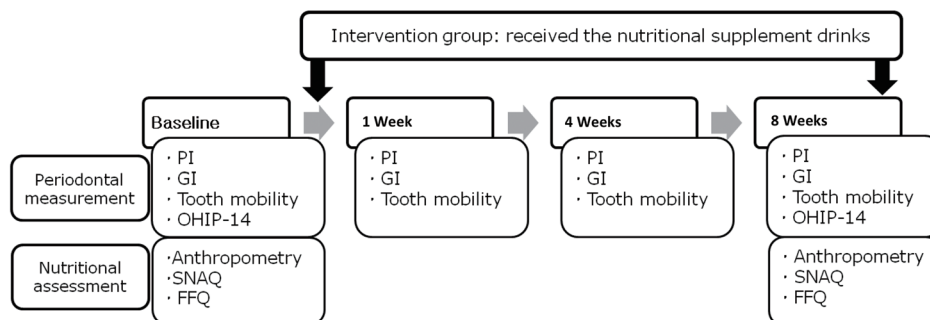 Intervention group: received the nutritional supplement drinks
Baseline
1 Week
4 Weeks
8 Weeks
Periodontal
measurement
· PI
· GI
· Tooth mobility
· OHIP-14
· PI
· GI
· Tooth mobility
· PI
· GI
· Tooth mobility
· PI
· GI
· Tooth mobility
· OHIP-14
Nutritional
assessment
·Anthropometry
·SNAQ
· FFQ
· Anthropometry
· SNAQ
· FFQ